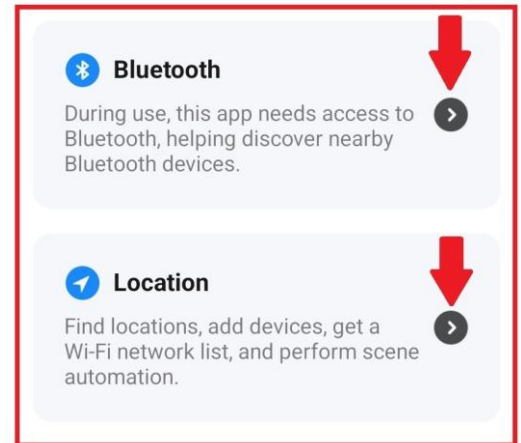 Bluetooth
During use, this app needs access to
Bluetooth, helping discover nearby
Bluetooth devices.
Location
Find locations, add devices, get a
Wi-Fi network list, and perform scene
automation.